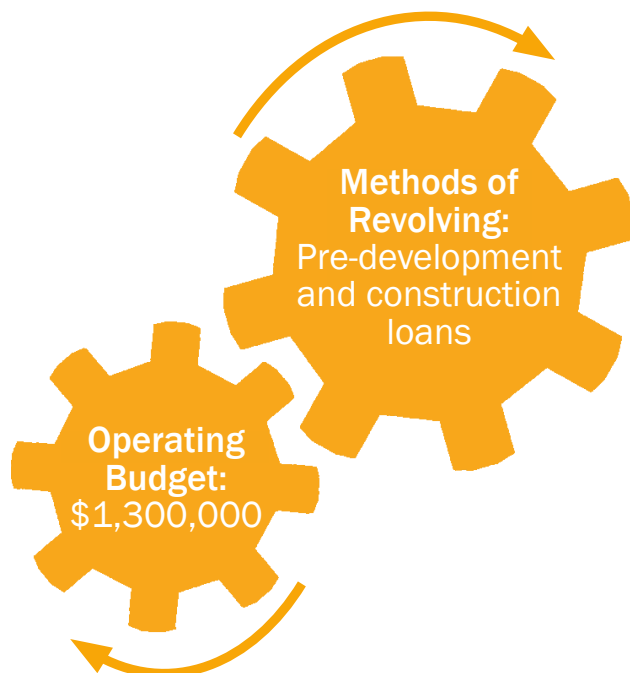 Methods of
Revolving:
Pre-development
and construction
loans
Operating
Budget:
$1,300,000